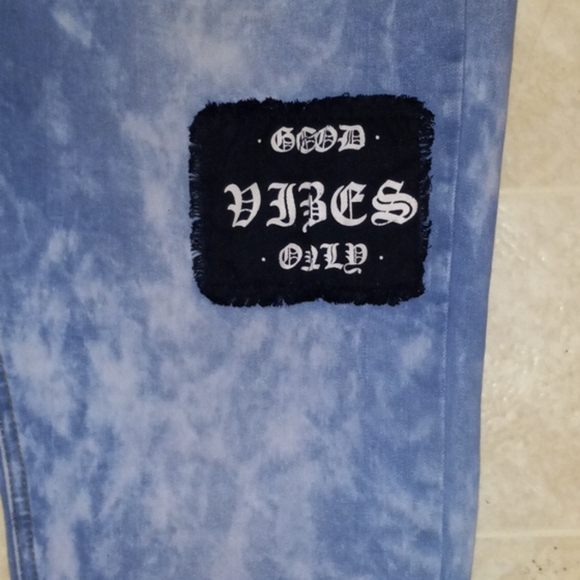 · GOOD ·
VIBES
· ONLY ·